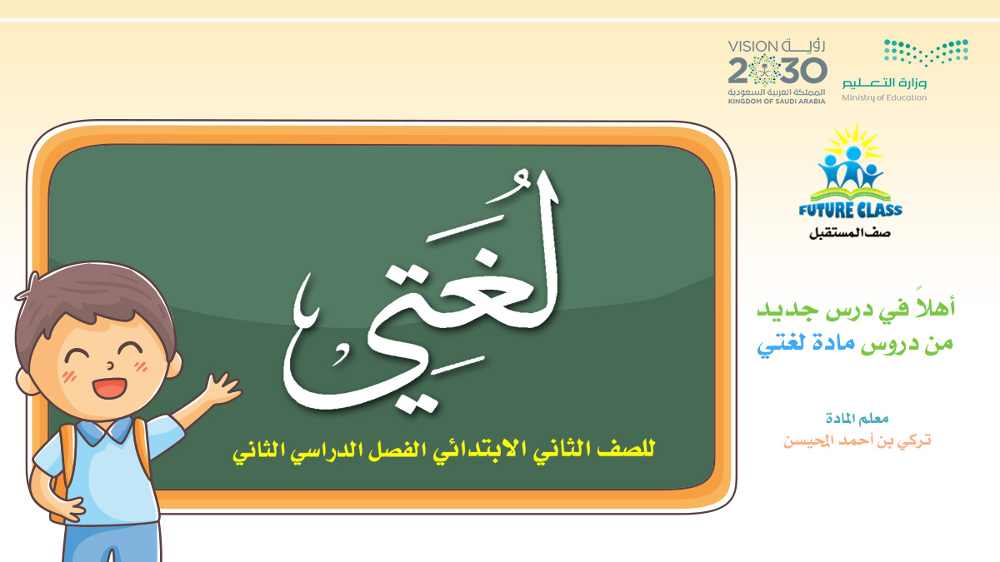 VISION رؤيـــة
2030
المملكة العربية السعودية
KINGDOM OF SAUDI ARABIA
وزارة التعـــليم
Ministry of Education
FUTURE CLASS
صف المستقبل
لُغَتِي
للصف الثاني الابتدائي الفصل الدراسي الثاني
أهلاً في درس جديد
من دروس مادة لغتي
معلم المادة
تركي بن أحمد المحيسن